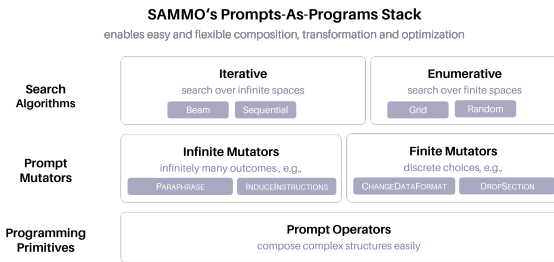 SAMMO's Prompts-As-Programs Stack
enables easy and flexible composition, transformation and optimization
Search
Algorithms
Iterative
search over infinite spaces
Beam
Sequential
Enumerative
search over finite spaces
Grid
Random
Prompt
Mutators
Infinite Mutators
infinitely many outcomes , e.g.,
PARAPHRASE
INDUCEINSTRUCTIONS
Finite Mutators
discrete choices, e.g.,
CHANGEDATAFORMAT
DROPSECTION
Programming
Primitives
Prompt Operators
compose complex structures easily